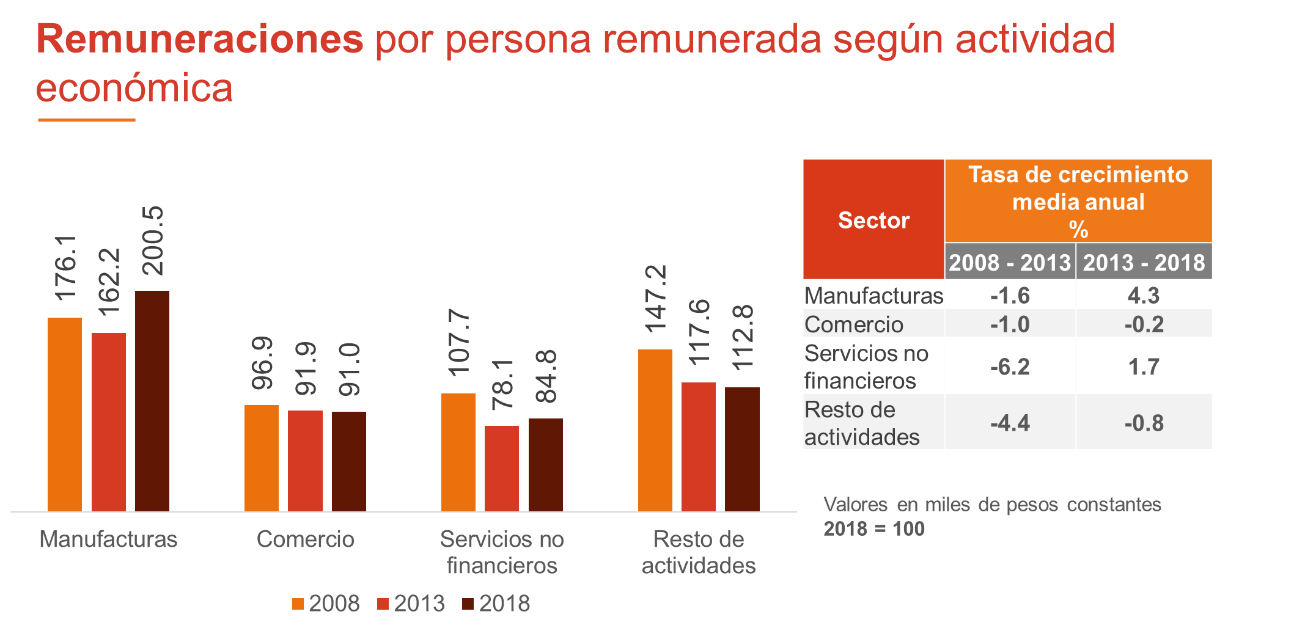 Remuneraciones por persona remunerada según actividad
económica
176.1
162.2
200.5
96.9
91.9
91.0
107.7
78.1
84.8
147.2
117.6
112.8
Manufacturas
Comercio
Servicios no
financieros
Resto de
actividades
2008 2013 2018
Sector
Tasa de crecimiento
media anual
%
2008 - 2013 2013 - 2018
Manufacturas -1.6 4.3
Comercio -1.0 -0.2
Servicios no
financieros -6.2 1.7
Resto de
actividades -4.4 -0.8
Valores en miles de pesos constantes
2018 = 100